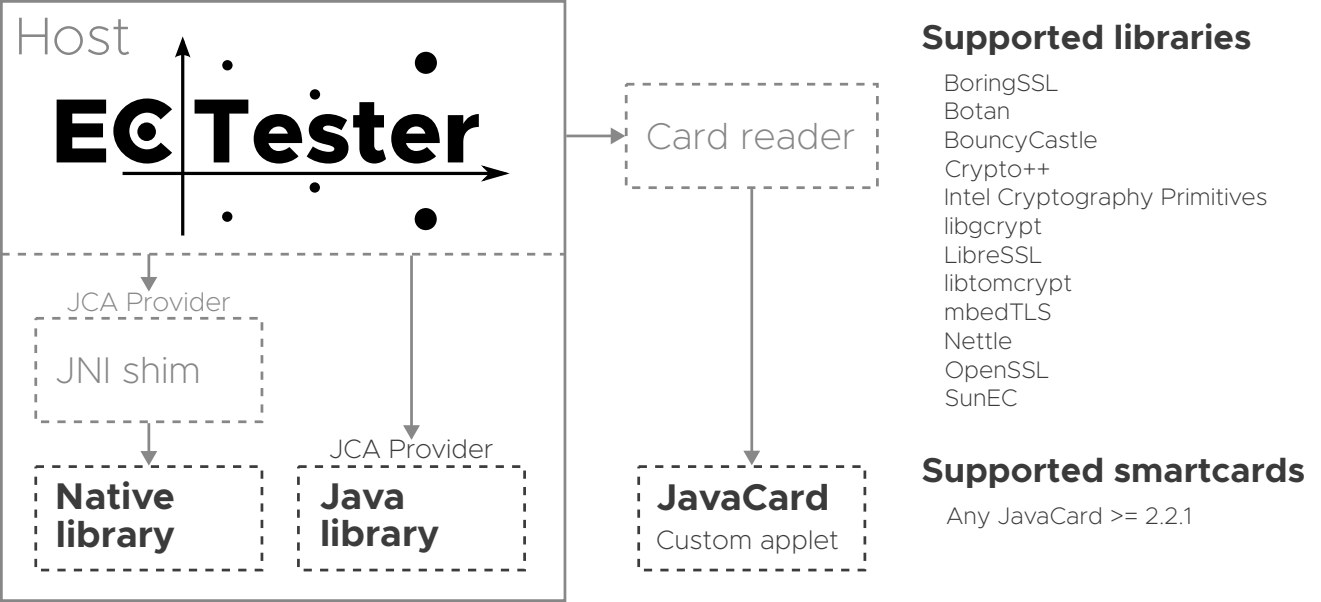 Host
ECTester
Card reader
JCA Provider
JNI shim
Native
library
JCA Provider
Java
library
JavaCard
Custom applet
Supported libraries
BoringSSL
Botan
BouncyCastle
Crypto++
Intel Cryptography Primitives
libgcrypt
LibreSSL
libtomcrypt
mbedTLS
Nettle
OpenSSL
SunEC
Supported smartcards
Any JavaCard >= 2.2.1